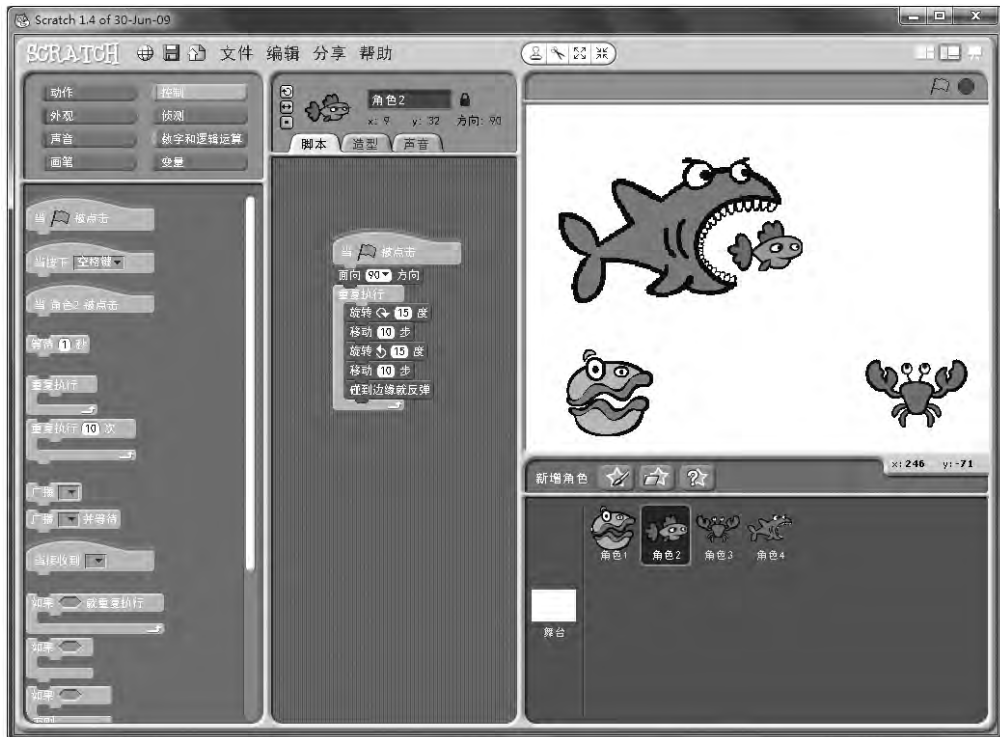 Scratch 1.4 of 30-Jun-09
SCRATCH 文件 编辑 分享 帮助
动作 控制
外观 侦测
声音 数字和逻辑运算
画笔 变量
当 被点击
当按下 空格键
当 角色2 被点击
等待 1 秒
重复执行
重复执行 10 次
广播
广播 并等待
当接收到
如果 就重复执行
如果
如果
否则
角色2
x: 9 y: 32 方向: 90
脚本 造型 声音
当 被点击
面向 90 方向
重复执行
旋转 15 度
移动 10 步
旋转 15 度
移动 10 步
碰到边缘就反弹
x: 246 y: -71
新增角色
角色1 角色2 角色3 角色4
舞台